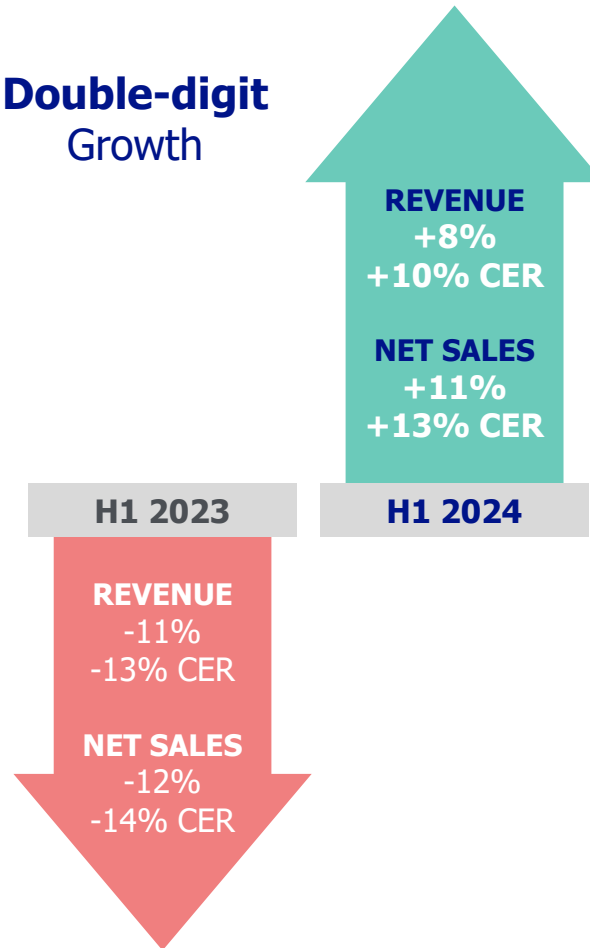 Double-digit
Growth
REVENUE
+8%
+10% CER
NET SALES
+11%
+13% CER
H1 2023
H1 2024
REVENUE
-11%
-13% CER
NET SALES
-12%
-14% CER